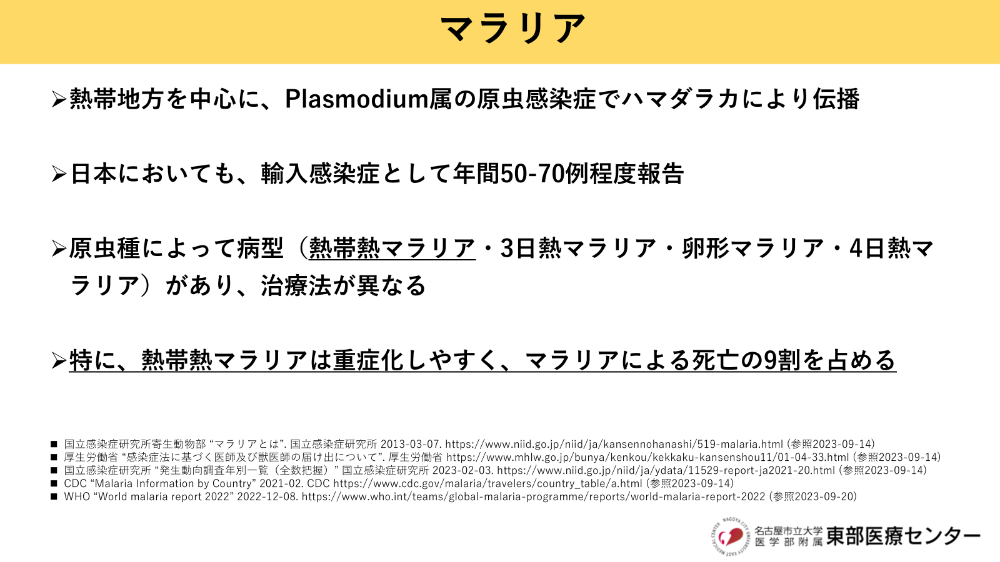 マラリア
➢熱帯地方を中心に、Plasmodium属の原虫感染症でハマダラカにより伝播
➢日本においても、輸入感染症として年間50-70例程度報告
➢原虫種によって病型（熱帯熱マラリア・3日熱マラリア・卵形マラリア・4日熱マ
ラリア）があり、治療法が異なる
➢特に、熱帯熱マラリアは重症化しやすく、マラリアによる死亡の9割を占める
■ 国立感染症研究所寄生動物部 “マラリアとは”. 国立感染症研究所 2013-03-07. https://www.niid.go.jp/niid/ja/kansennohanashi/519-malaria.html (参照2023-09-14)
■ 厚生労働省 “感染症法に基づく医師及び獣医師の届け出について”. 厚生労働省 https://www.mhlw.go.jp/bunya/kenkou/kekkaku-kansenshou11/01-04-33.html (参照2023-09-14)
■ 国立感染症研究所 “発生動向調査年別一覧（全数把握）” 国立感染症研究所 2023-02-03. https://www.niid.go.jp/niid/ja/ydata/11529-report-ja2021-20.html (参照2023-09-14)
■ CDC “Malaria Information by Country” 2021-02. CDC https://www.cdc.gov/malaria/travelers/country_table/a.html (参照2023-09-14)
■ WHO “World malaria report 2022” 2022-12-08. https://www.who.int/teams/global-malaria-programme/reports/world-malaria-report-2022 (参照2023-09-20)
NAGOYA CITY UNIVERSITY EAST MEDICAL CENTER
名古屋市立大学
医学部附属 東部医療センター